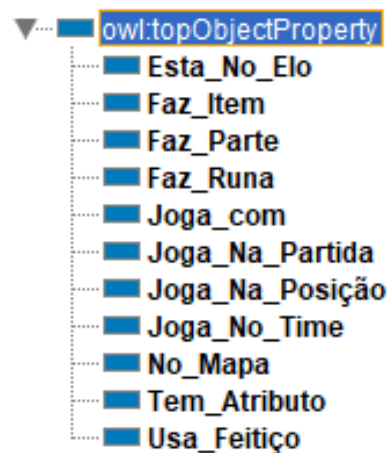 owl:topObjectProperty
Esta_No_Elo
Faz_Item
Faz_Parte
Faz_Runa
Joga_com
Joga_Na_Partida
Joga_Na_Posição
Joga_No_Time
No_Mapa
Tem_Atributo
Usa_Feitiço